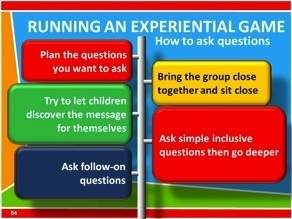 RUNNING AN EXPERIENTIAL GAME
How to ask questions
Plan the questions
you want to ask
Bring the group close
together and sit close
Try to let children
discover the message
for themselves
Ask simple inclusive
questions then go deeper
Ask follow-on
questions
84